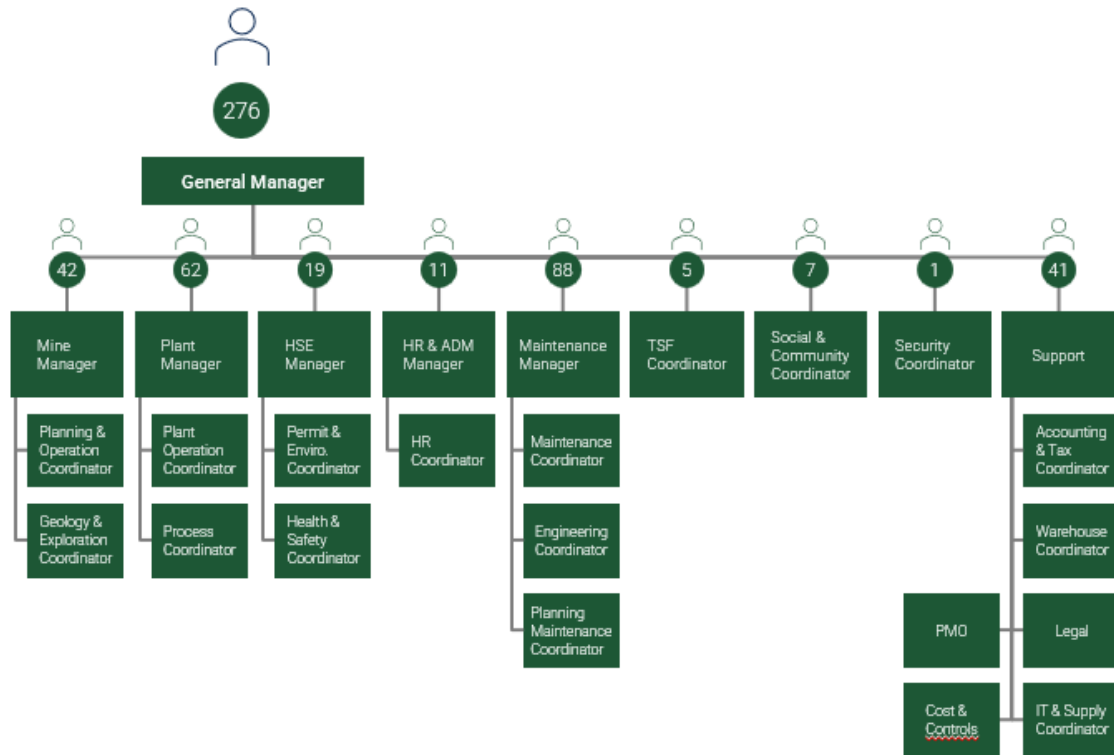 276
General Manager
42
62
19
11
88
5
7
1
41
Mine
Manager
Plant
Manager
HSE
Manager
HR & ADM
Manager
Maintenance
Manager
TSF
Coordinator
Social &
Community
Coordinator
Security
Coordinator
Support
Planning &
Operation
Coordinator
Plant
Operation
Coordinator
Permit &
Enviro.
Coordinator
HR
Coordinator
Maintenance
Coordinator
Accounting
& Tax
Coordinator
Geology &
Exploration
Coordinator
Process
Coordinator
Health &
Safety
Coordinator
Engineering
Coordinator
Warehouse
Coordinator
Planning
Maintenance
Coordinator
PMO
Legal
Cost &
Controls
IT & Supply
Coordinator